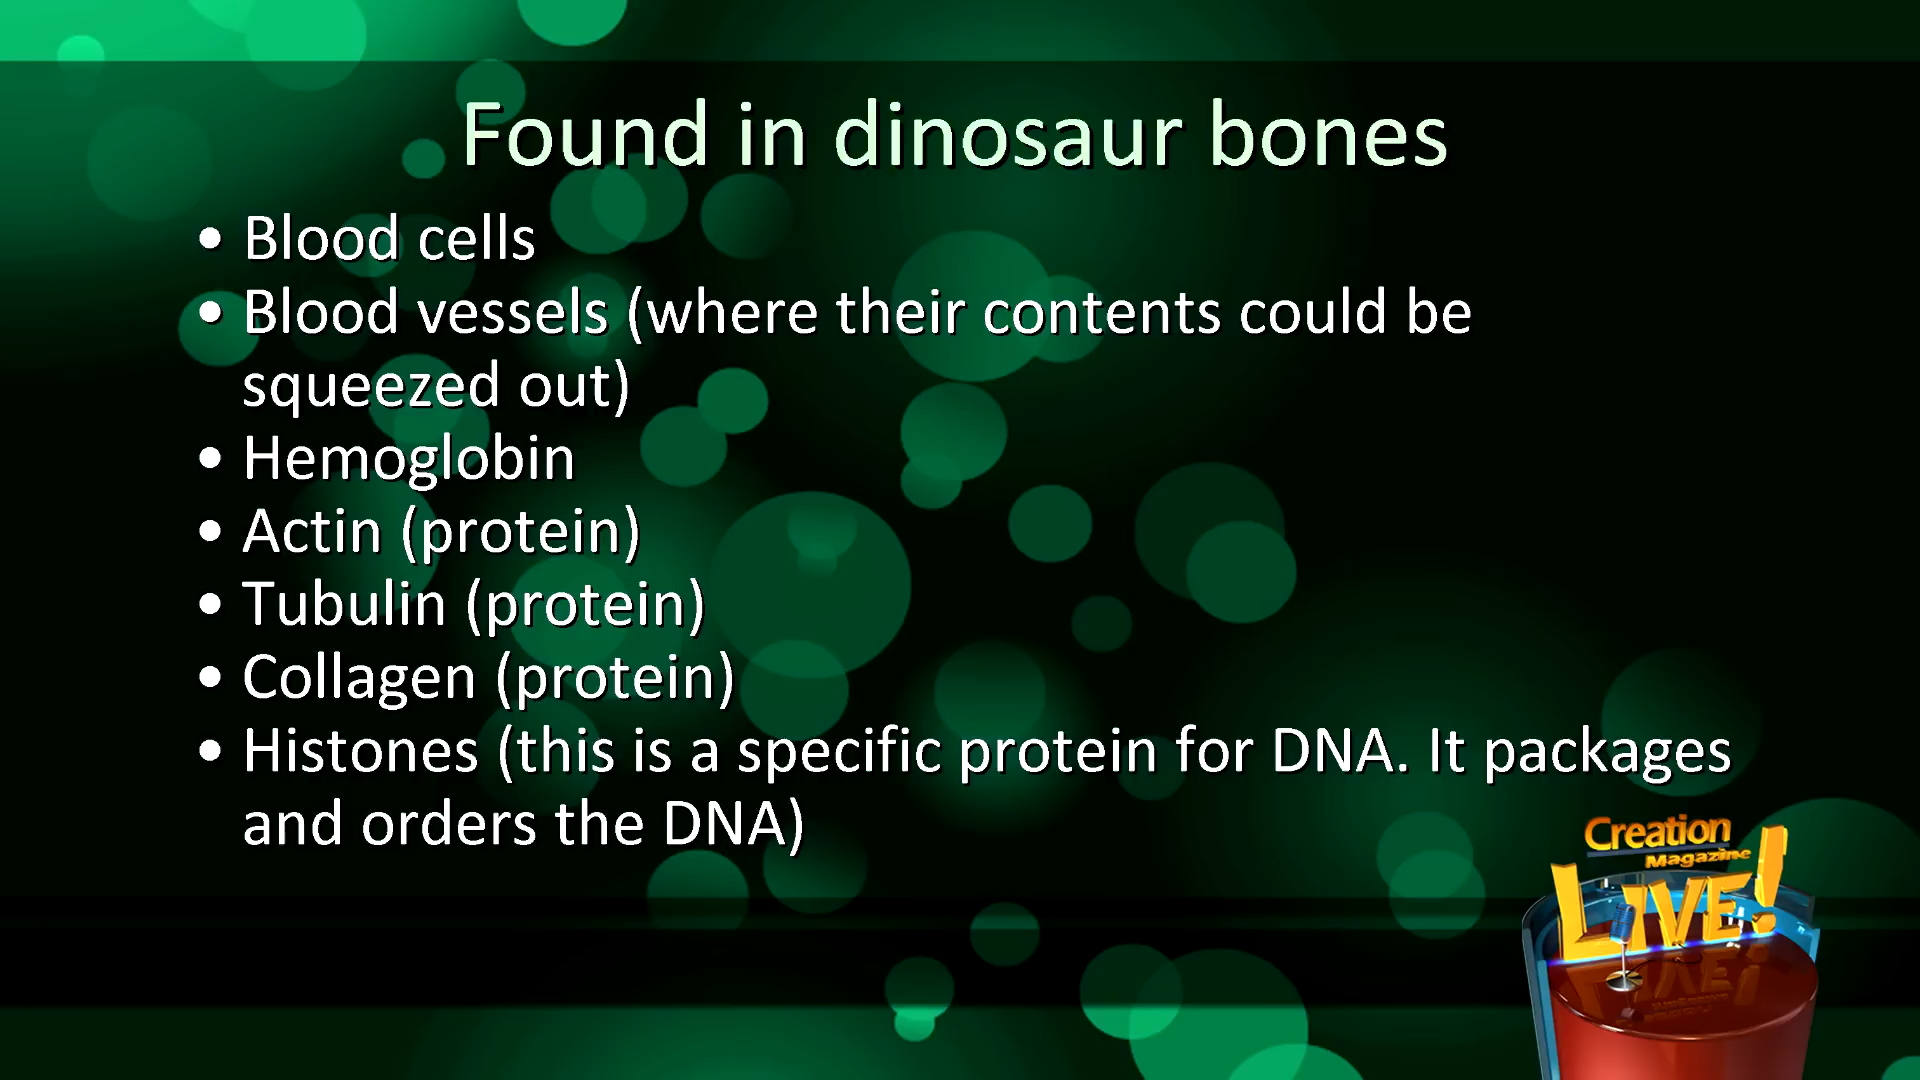 Found in dinosaur bones
• Blood cells
• Blood vessels (where their contents could be
squeezed out)
• Hemoglobin
• Actin (protein)
• Tubulin (protein)
• Collagen (protein)
• Histones (this is a specific protein for DNA. It packages
and orders the DNA)
Creation
Magazine
LIVE!